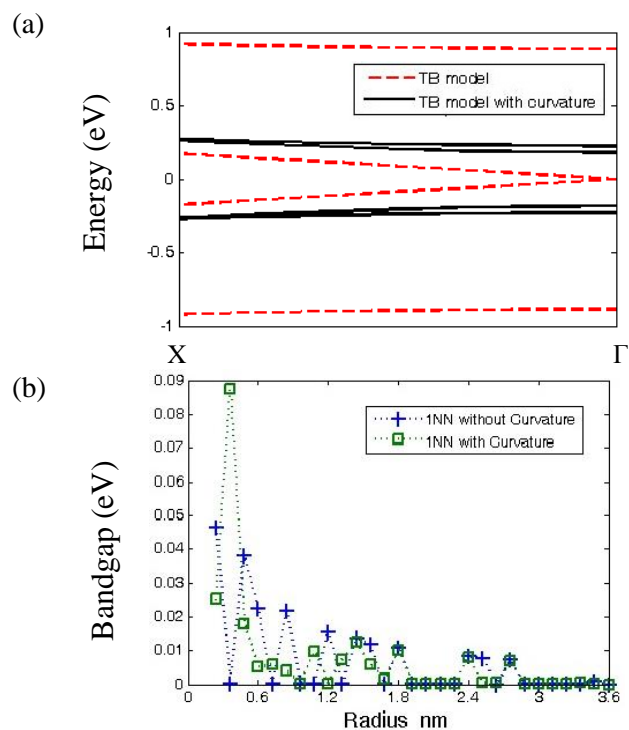 (a)
1
0.5
0
-0.5
-1
Energy (eV)
TB model
TB model with curvature
X
Γ
(b)
0.09
0.08
0.07
0.06
0.05
0.04
0.03
0.02
0.01
0
Bandgap (eV)
1NN without Curvature
1NN with Curvature
0 0.6 1.2 1.8 2.4 3 3.6
Radius nm